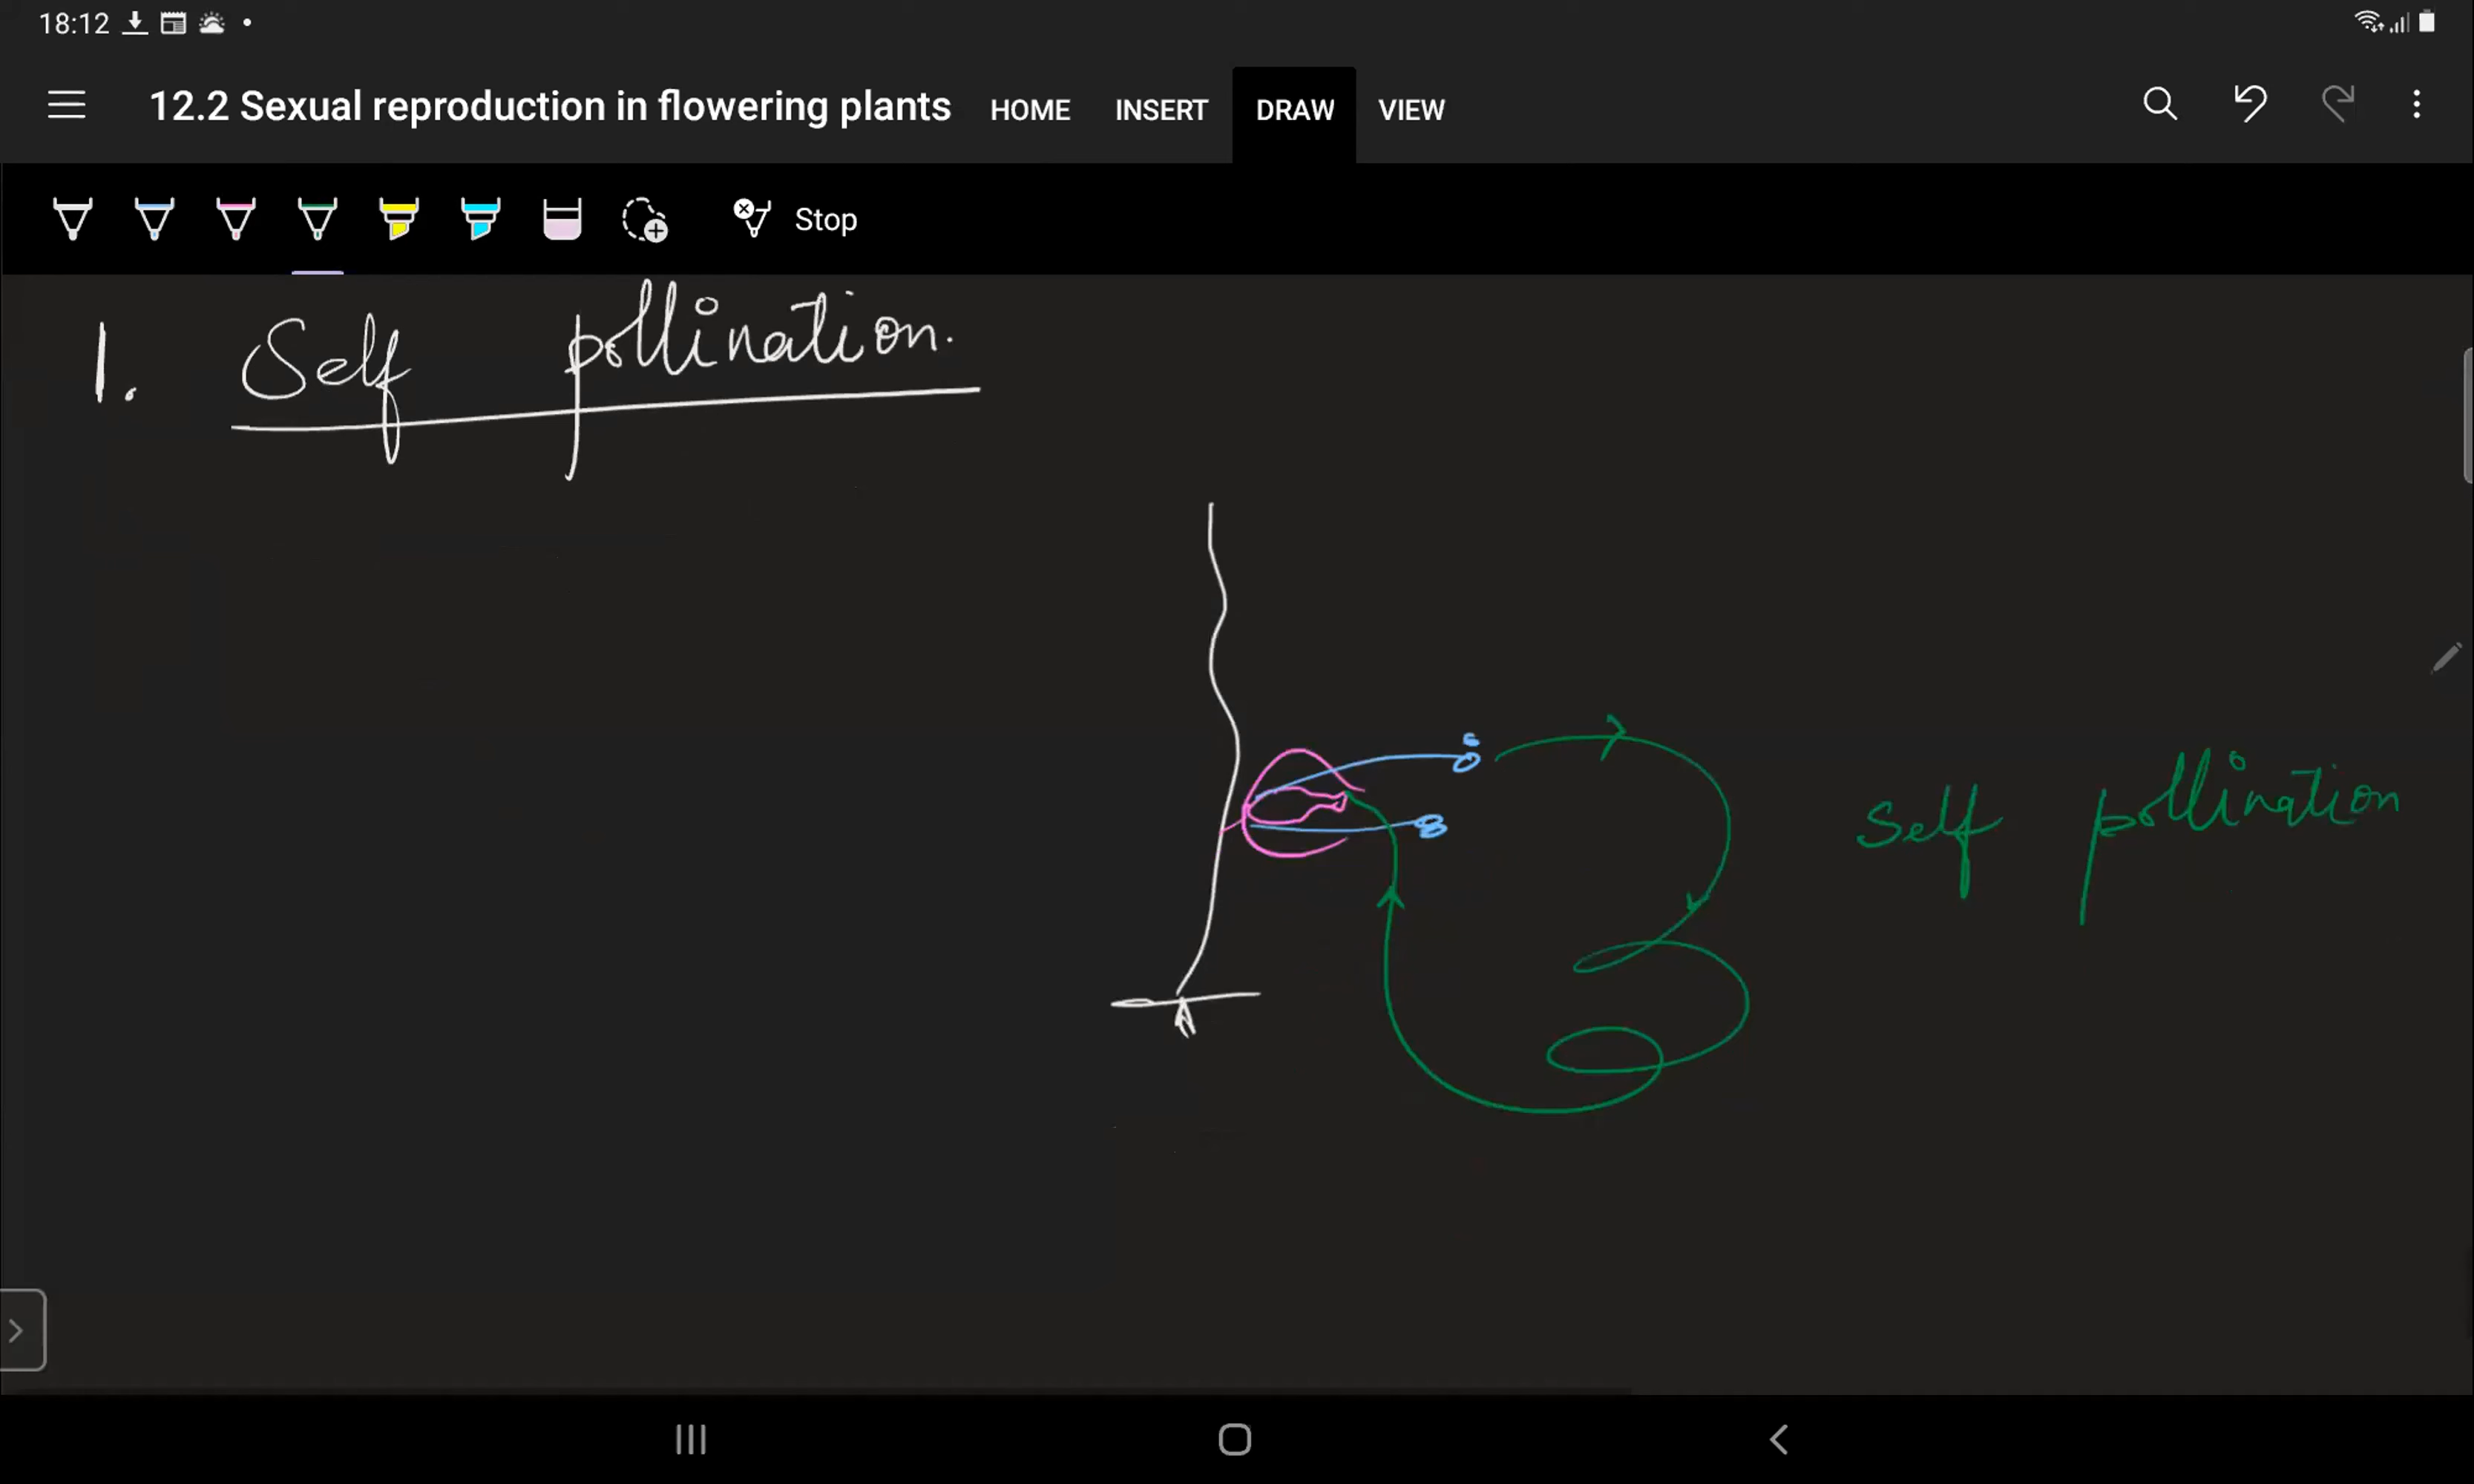 18:12
12.2 Sexual reproduction in flowering plants HOME INSERT DRAW VIEW
Stop
1. Self pollination.
Self pollination